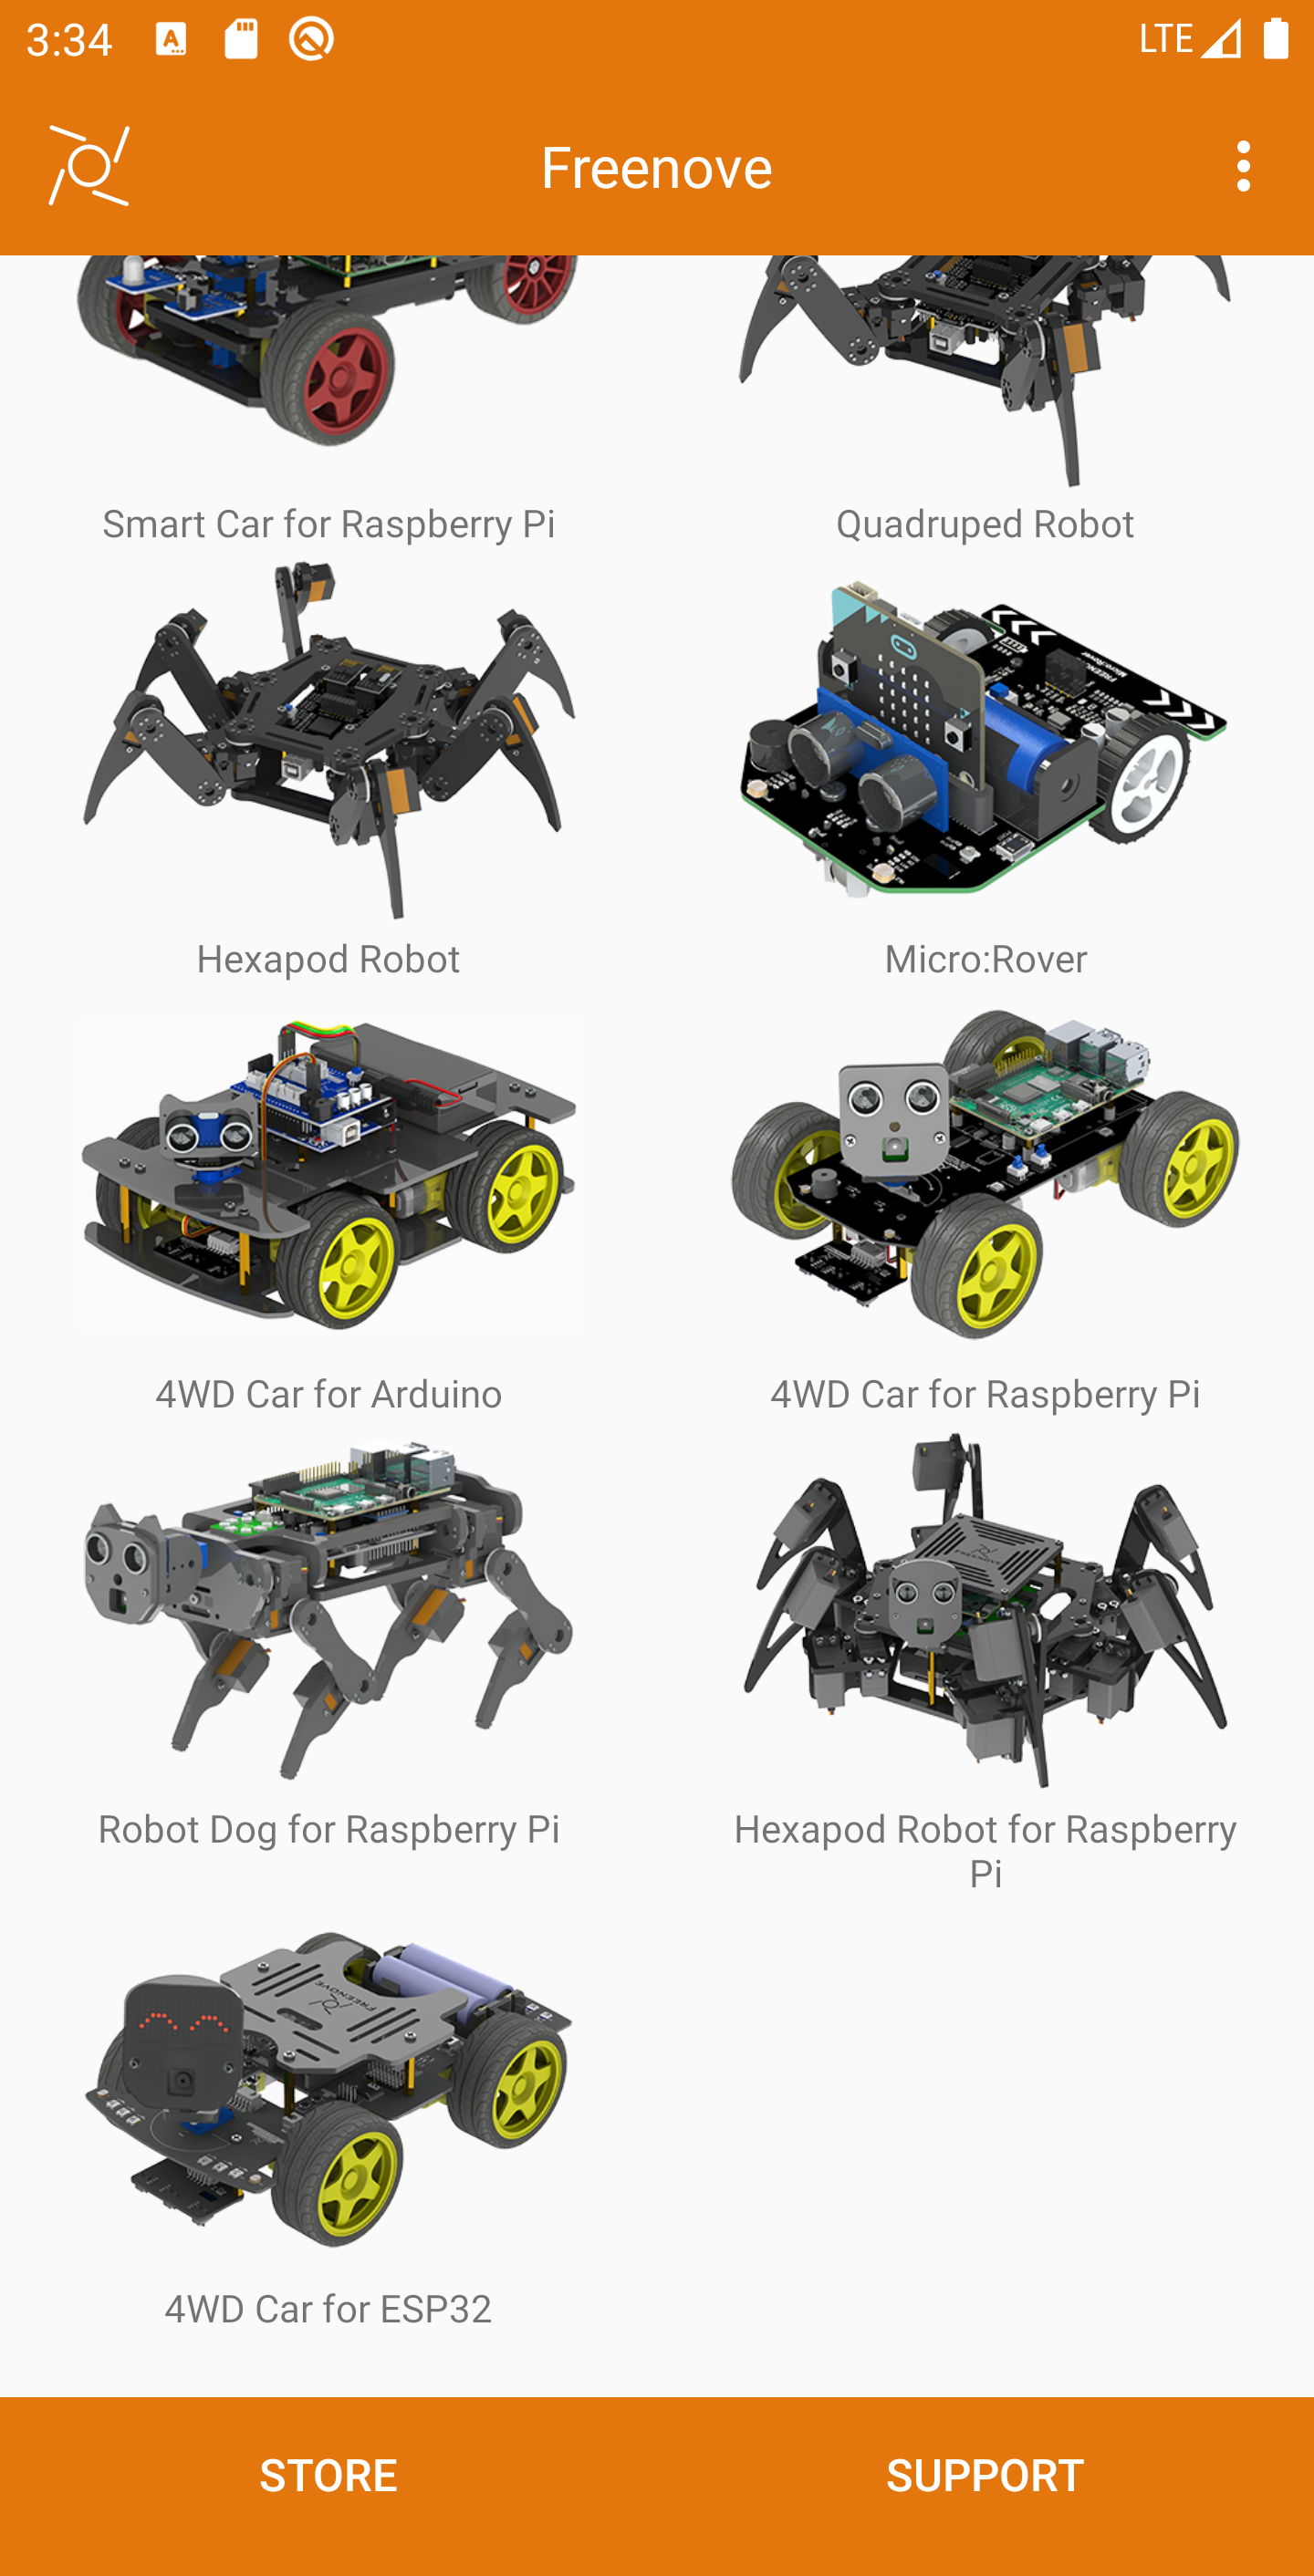 3:34
LTE
Freenove
Smart Car for Raspberry Pi
Quadruped Robot
Hexapod Robot
Micro:Rover
4WD Car for Arduino
4WD Car for Raspberry Pi
Robot Dog for Raspberry Pi
Hexapod Robot for Raspberry
Pi
FREENOVE
4WD Car for ESP32
STORE
SUPPORT